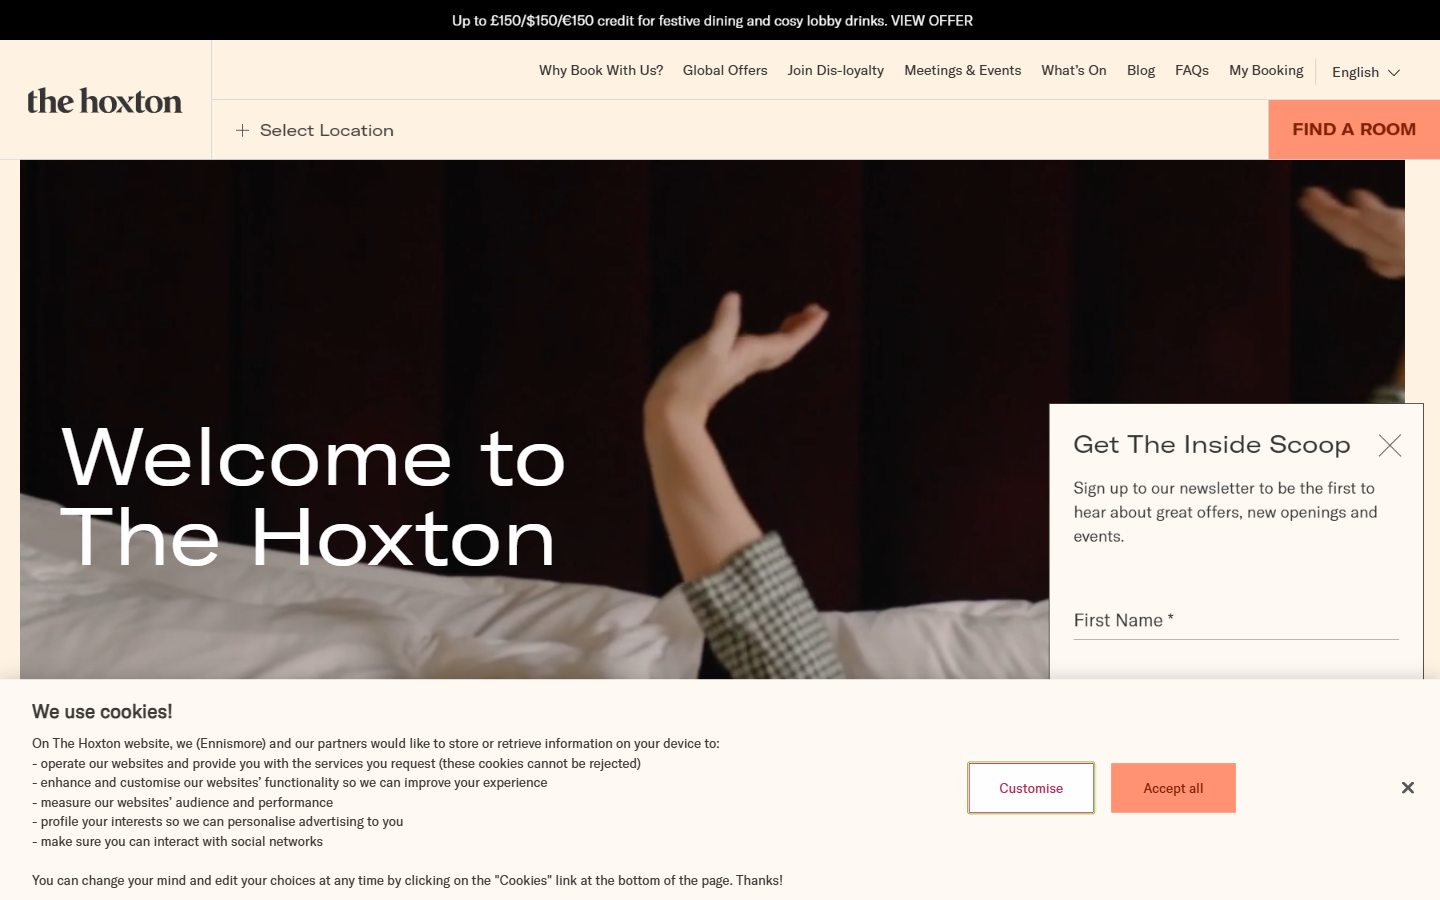 Up to £150/$150/€150 credit for festive dining and cosy lobby drinks. VIEW OFFER
the hoxton
Why Book With Us? Global Offers Join Dis-loyalty Meetings & Events What's On Blog FAQs My Booking English
Select Location
FIND A ROOM
Welcome to
The Hoxton
Get The Inside Scoop
Sign up to our newsletter to be the first to
hear about great offers, new openings and
events.
First Name *
We use cookies!
On The Hoxton website, we (Ennismore) and our partners would like to store or retrieve information on your device to:
- operate our websites and provide you with the services you request (these cookies cannot be rejected)
- enhance and customise our websites' functionality so we can improve your experience
- measure our websites' audience and performance
- profile your interests so we can personalise advertising to you
- make sure you can interact with social networks
You can change your mind and edit your choices at any time by clicking on the "Cookies" link at the bottom of the page. Thanks!
Customise
Accept all